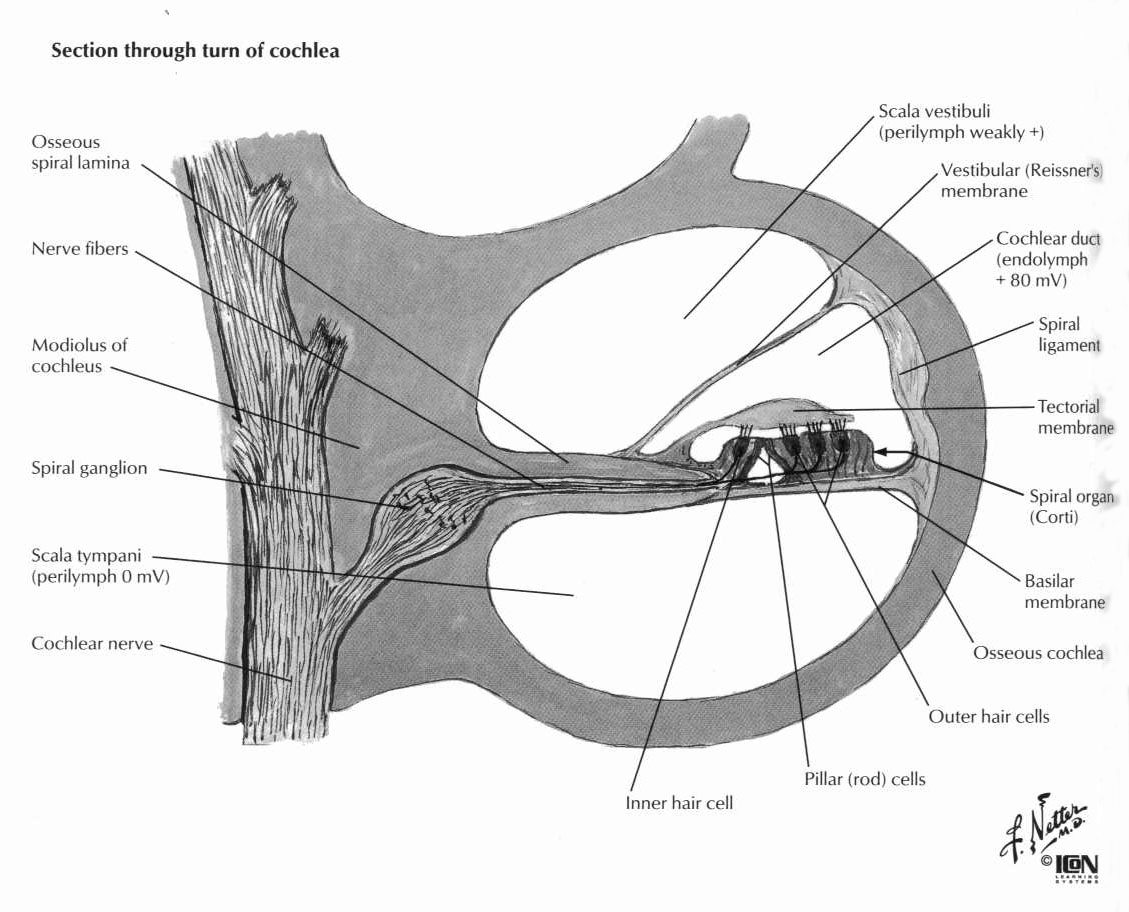 Section through turn of cochlea
Osseous
spiral lamina
Nerve fibers
Modiolus of
cochleus
Spiral ganglion
Scala tympani
(perilymph 0 mV)
Cochlear nerve
Scala vestibuli
(perilymph weakly +)
Vestibular (Reissner's)
membrane
Cochlear duct
(endolymph
+ 80 mV)
Spiral
ligament
Tectorial
membrane
Spiral organ
(Corti)
Basilar
membrane
Osseous cochlea
Outer hair cells
Pillar (rod) cells
Inner hair cell
f. Netter
M.D.
© ICON
LEARNING
SYSTEMS